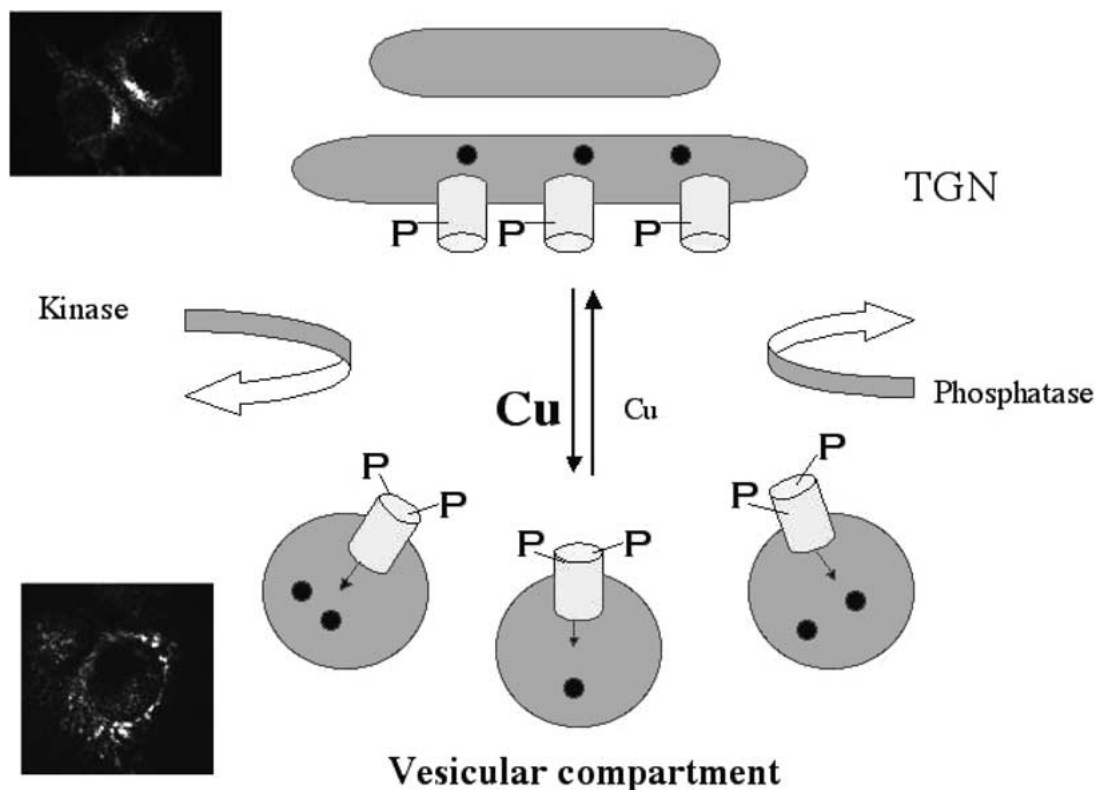 TGN
P P P
Kinase
Cu Cu
Phosphatase
P P
P P
P P
Vesicular compartment